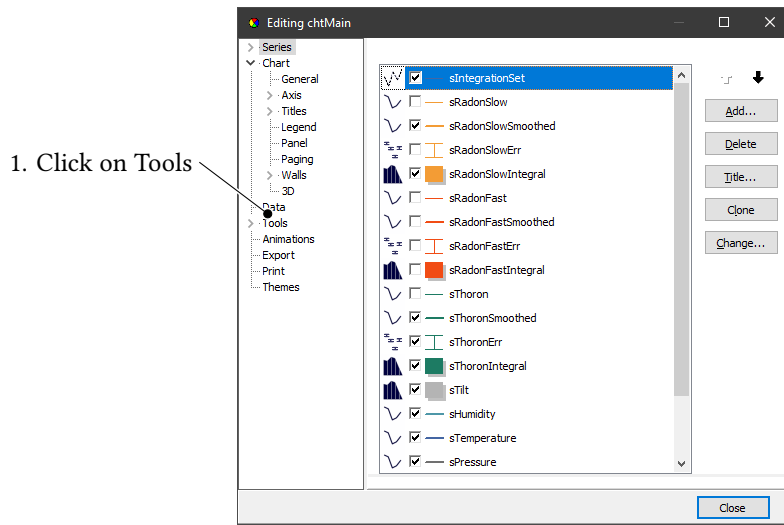 Editing chtMain
Series
Chart
General
Axis
Titles
Legend
Panel
Paging
Walls
3D
Data
Tools
Animations
Export
Print
Themes
1. Click on Tools
sIntegrationSet
sRadonSlow
sRadonSlowSmoothed
sRadonSlowErr
sRadonSlowIntegral
sRadonFast
sRadonFastSmoothed
sRadonFastErr
sRadonFastIntegral
sThoron
sThoronSmoothed
sThoronErr
sThoronIntegral
sTilt
sHumidity
sTemperature
sPressure
Add...
Delete
Title...
Clone
Change...
Close